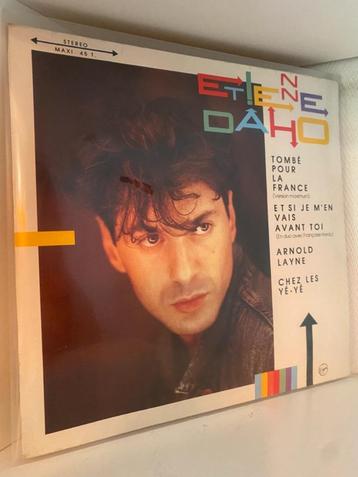 STEREO
MAXI 45 T.
ETIENNE
DAHO
TOMBÉ
POUR
LA
FRANCE
(Version maximum)
ET SI JE M'EN
VAIS
AVANT TOI
(En duo avec Françoise Hardy)
ARNOLD
LAYNE
CHEZ LES
YÉ-YÉ
Virgin